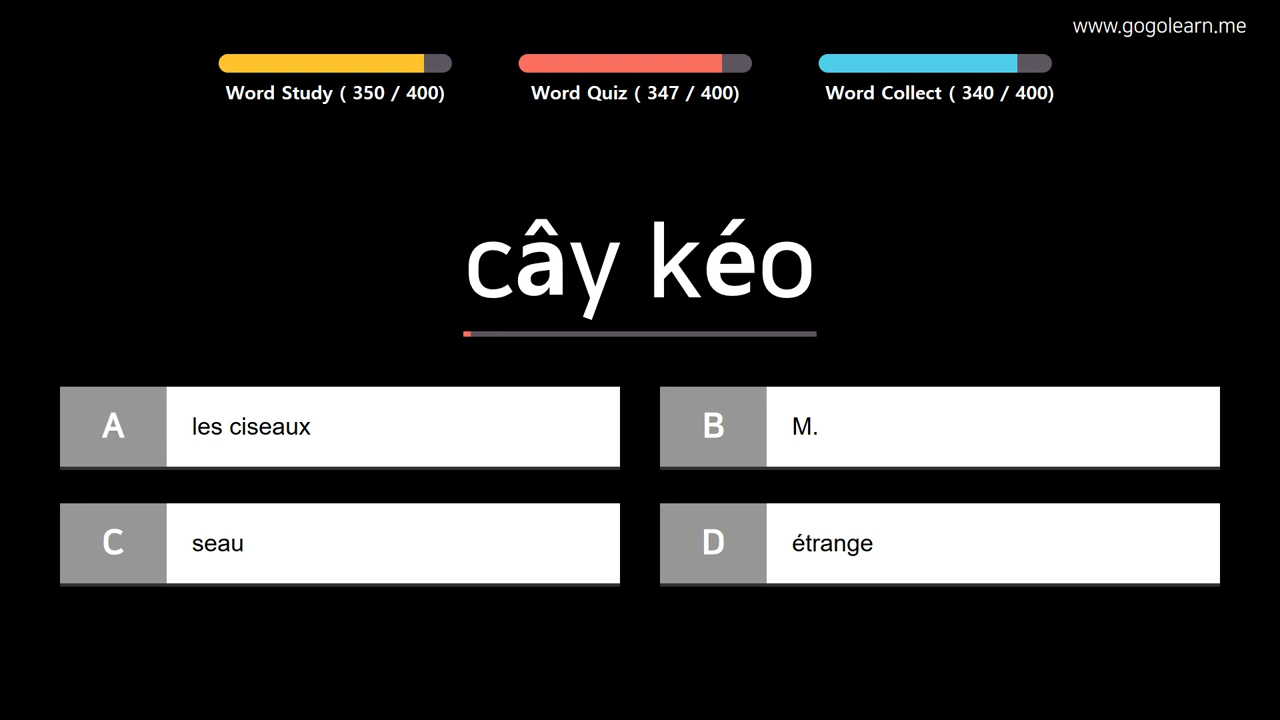 www.gogolearn.me
Word Study ( 350 / 400)
Word Quiz ( 347 / 400)
Word Collect ( 340 / 400)
cây kéo
A
les ciseaux
B
M.
C
seau
D
étrange